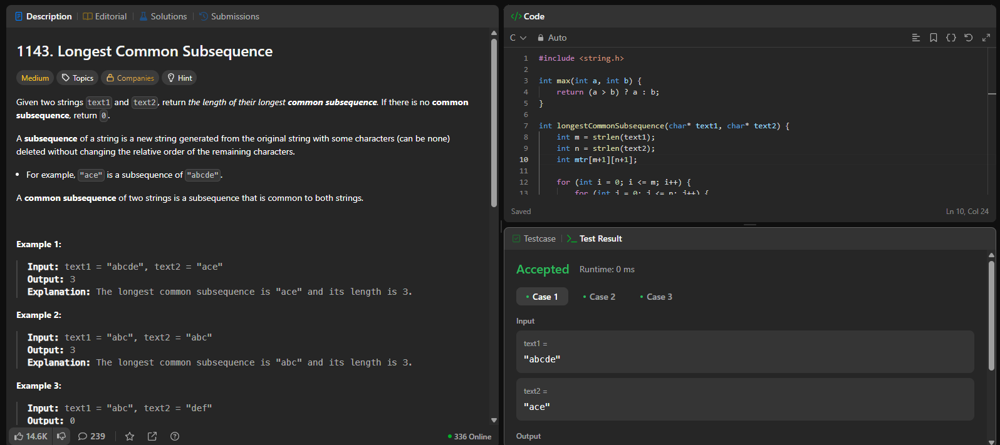 Description
Editorial
Solutions
Submissions
1143. Longest Common Subsequence
Medium
Topics
Companies
Hint
Given two strings text1 and text2, return the length of their longest common subsequence. If there is no common
subsequence, return 0.
A subsequence of a string is a new string generated from the original string with some characters (can be none)
deleted without changing the relative order of the remaining characters.
• For example, "ace" is a subsequence of "abcde".
A common subsequence of two strings is a subsequence that is common to both strings.
Example 1:
Input: text1 = "abcde", text2 = "ace"
Output: 3
Explanation: The longest common subsequence is "ace" and its length is 3.
Example 2:
Input: text1 = "abc", text2 = "abc"
Output: 3
Explanation: The longest common subsequence is "abc" and its length is 3.
Example 3:
Input: text1 = "abc", text2 = "def"
Output: 0
14.6K
239
336 Online
</> Code
C
Auto
1 #include <string.h>
2
3 int max(int a, int b) {
4 return (a > b) ? a : b;
5 }
6
7 int longestCommonSubsequence(char* text1, char* text2) {
8 int m = strlen(text1);
9 int n = strlen(text2);
10 int mtr[m+1][n+1];
11
12 for (int i = 0; i <= m; i++) {
13 for (int j = 0; j <= n; j++) {
Saved
Ln 10, Col 24
Testcase
>_ Test Result
Accepted
Runtime: 0 ms
• Case 1
• Case 2
• Case 3
Input
text1 =
"abcde"
text2 =
"ace"
Output